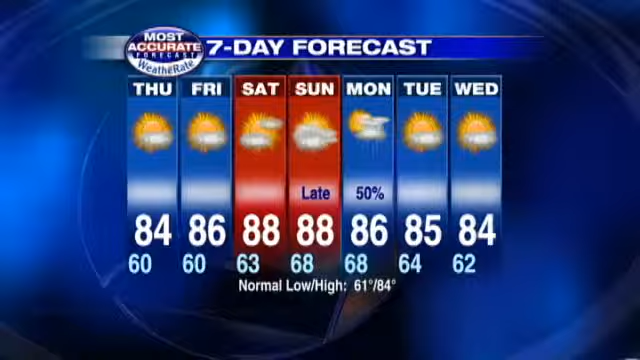 MOST
ACCURATE
FORECAST
WeatheRate
7-DAY FORECAST
THU FRI SAT SUN MON TUE WED
Late 50%
84 86 88 88 86 85 84
60 60 63 68 68 64 62
Normal Low/High: 61°/84°